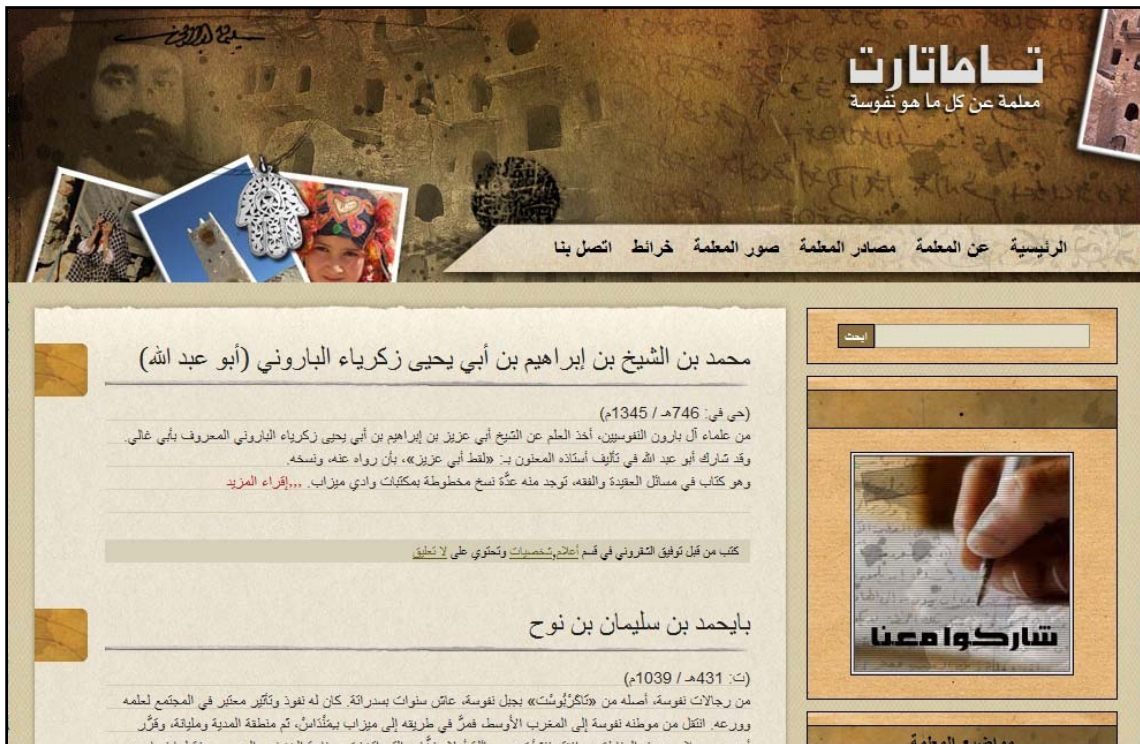 تاماتارت
معلمة عن كل ما هو نفوسة
الرئيسية عن المعلمة مصادر المعلمة صور المعلمة خرائط اتصل بنا
ابحث
شاركوا معنا
مواضيع المعلمة
محمد بن الشيخ بن إبراهيم بن أبي يحيى زكرياء الباروني (أبو عبد الله)
(حي في: 746هـ / 1345م)
من علماء آل بارون النفوسيين، أخذ العلم عن الشيخ أبي عزيز بن إبراهيم بن أبي يحيى زكرياء الباروني المعروف بأبي غالي.
وقد شارك أبو عبد الله في تأليف أستاذه المعنون بـ: «لقط أبي عزيز»، بأن رواه عنه، ونسخه.
وهو كتاب في مسائل العقيدة والفقه، توجد منه عدَّة نسخ مخطوطة بمكتبات وادي ميزاب. ,,,إقراء المزيد
كتب من قبل توفيق الشقروني في قسم أعلام,شخصيات وتحتوي على لا تعليق
بايحمد بن سليمان بن نوح
(ت: 431هـ / 1039م)
من رجالات نفوسة، أصله من بجبل نفوسة، عاش سنوات بسدراتة. كان له نفوذ وتأثير معتبر في المجتمع لعلمه
وورعه. انتقل من موطنه نفوسة إلى المغرب الأوسط فمرَّ في طريقه إلى ميزاب ثم منطقة المدية ومليانة، وقرَّر